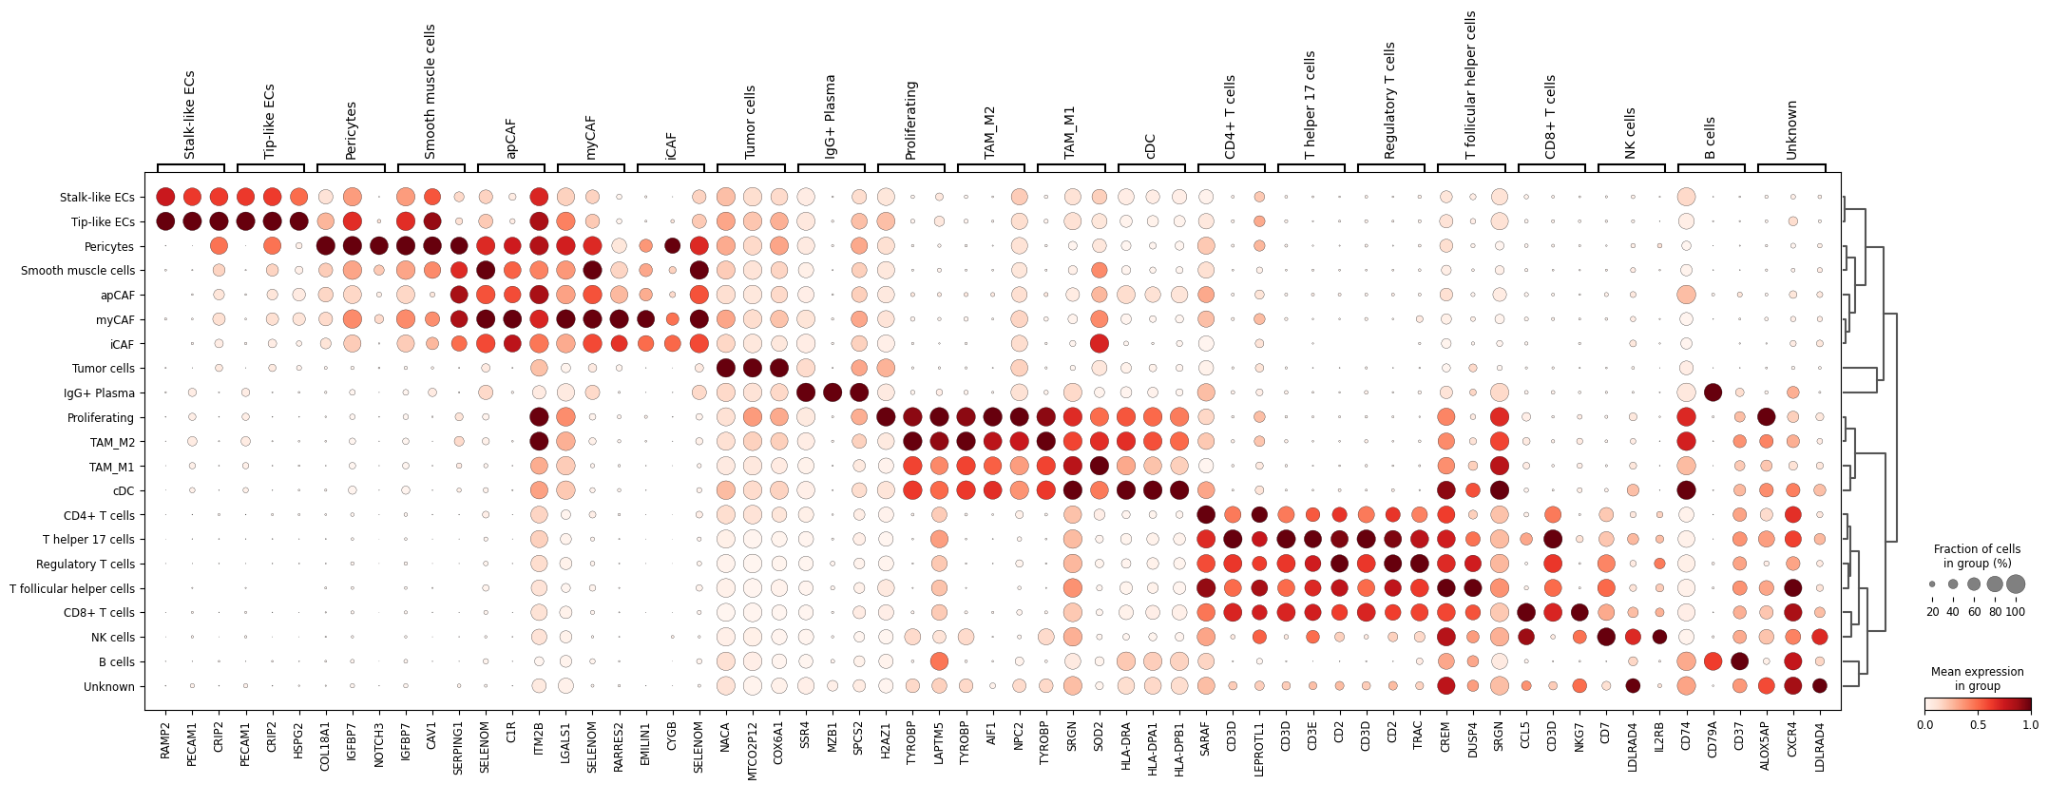 Stalk-like ECs
Tip-like ECs
Pericytes
Smooth muscle cells
apCAF
myCAF
iCAF
Tumor cells
IgG+ Plasma
Proliferating
TAM_M2
TAM_M1
cDC
CD4+ T cells
T helper 17 cells
Regulatory T cells
T follicular helper cells
CD8+ T cells
NK cells
B cells
Unknown
Stalk-like ECs
Tip-like ECs
Pericytes
Smooth muscle cells
apCAF
myCAF
iCAF
Tumor cells
IgG+ Plasma
Proliferating
TAM_M2
TAM_M1
cDC
CD4+ T cells
T helper 17 cells
Regulatory T cells
T follicular helper cells
CD8+ T cells
NK cells
B cells
Unknown
RAMP2
PECAM1
CRIP2
PECAM1
CRIP2
HSPG2
COL18A1
IGFBP7
NOTCH3
IGFBP7
CAV1
SERPING1
SELENOM
C1R
ITM2B
LGALS1
SELENOM
RARRES2
EMILIN1
CYGB
SELENOM
NACA
MTCO2P12
COX6A1
SSR4
MZB1
SPCS2
H2AZ1
TYROBP
LAPTM5
TYROBP
AIF1
NPC2
TYROBP
SRGN
SOD2
HLA-DRA
HLA-DPA1
HLA-DPB1
SARAF
CD3D
LEPROTL1
CD3D
CD3E
CD2
CD3D
CD2
TRAC
CREM
DUSP4
SRGN
CCL5
CD3D
NKG7
CD7
LDLRAD4
IL2RB
CD74
CD79A
CD37
ALOX5AP
CXCR4
LDLRAD4
Fraction of cells
in group (%)
20 40 60 80 100
Mean expression
in group
0.0 0.5 1.0